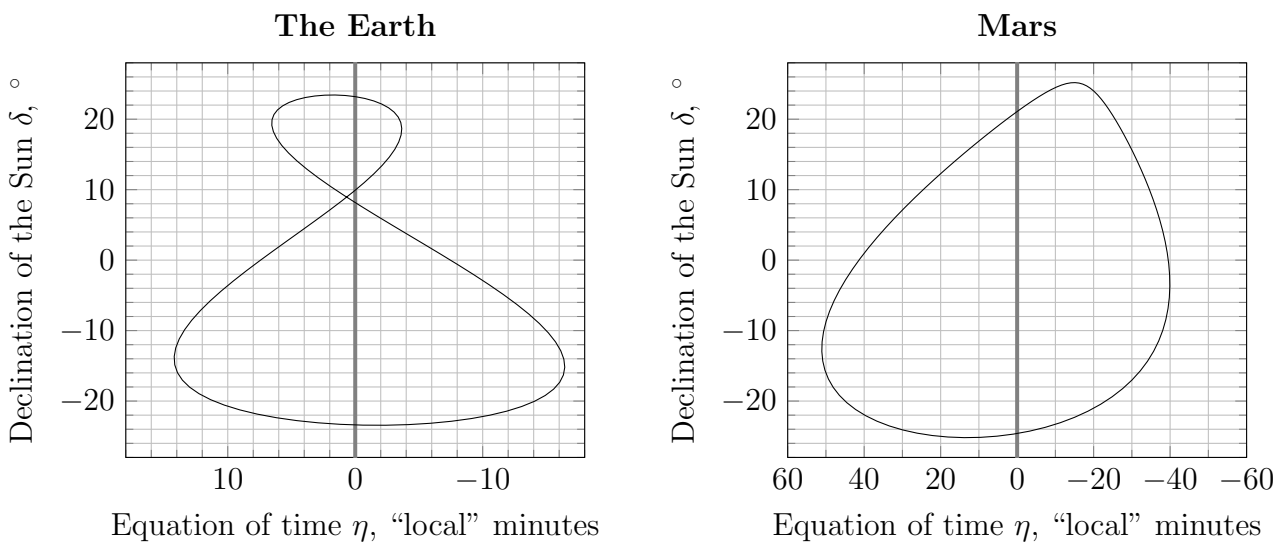 The Earth
Declination of the Sun δ, °
20
10
0
−10
−20
10 0 −10
Equation of time η, “local” minutes
Mars
Declination of the Sun δ, °
20
10
0
−10
−20
60 40 20 0 −20 −40 −60
Equation of time η, “local” minutes